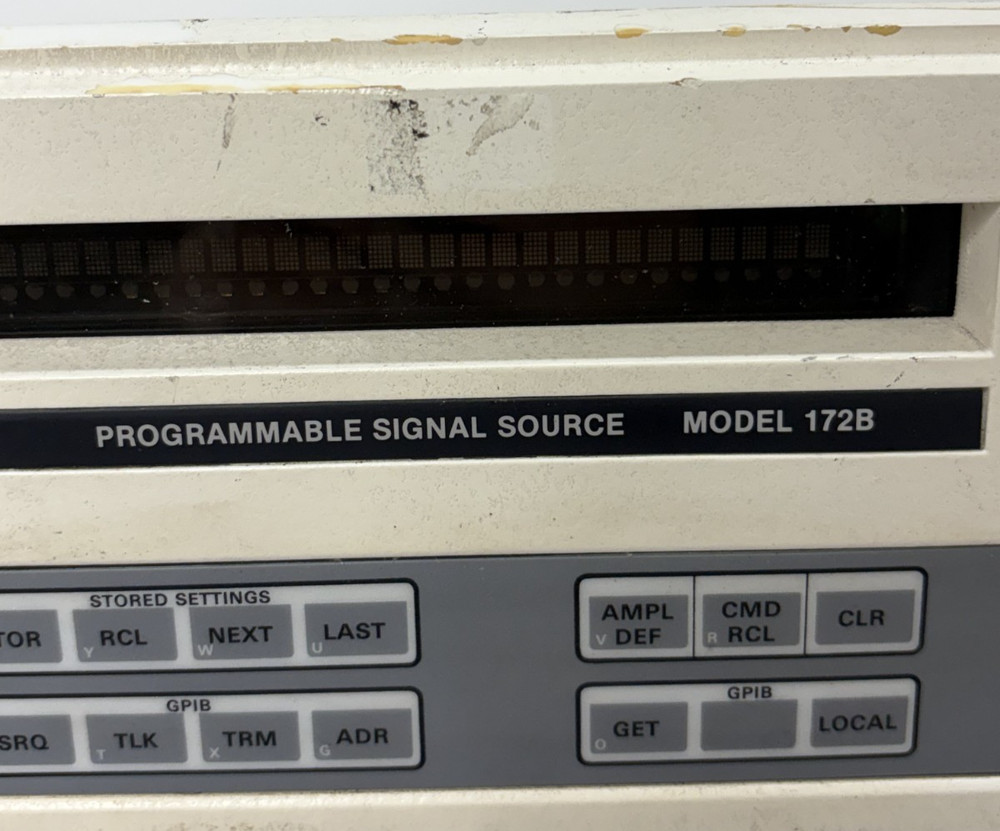 PROGRAMMABLE SIGNAL SOURCE MODEL 172B
STORED SETTINGS
TOR
Y RCL
W NEXT
U LAST
V AMPL DEF
R CMD RCL
CLR
GPIB
SRQ
T TLK
X TRM
G ADR
GPIB
O GET
LOCAL